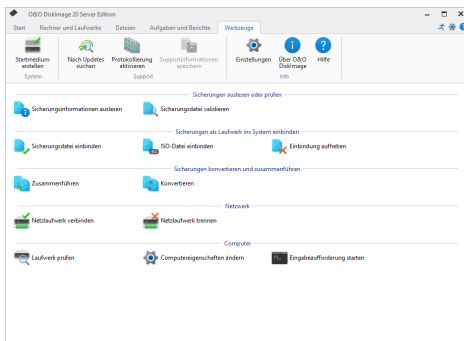 O&O DiskImage 20 Server Edition
Start Rechner und Laufwerke Dateien Aufgaben und Berichte Werkzeuge
Startmedium erstellen
Nach Updates suchen
Protokollierung aktivieren
Supportinformationen speichern
Einstellungen
Über O&O DiskImage
Hilfe
System Support Info
Sicherungen auslesen oder prüfen
Sicherungsinformationen auslesen Sicherungsdatei validieren
Sicherungen als Laufwerk ins System einbinden
Sicherungsdatei einbinden ISO-Datei einbinden Einbindung aufheben
Sicherungen konvertieren und zusammenführen
Zusammenführen Konvertieren
Netzwerk
Netzlaufwerk verbinden Netzlaufwerk trennen
Computer
Laufwerk prüfen Computereigenschaften ändern Eingabeaufforderung starten